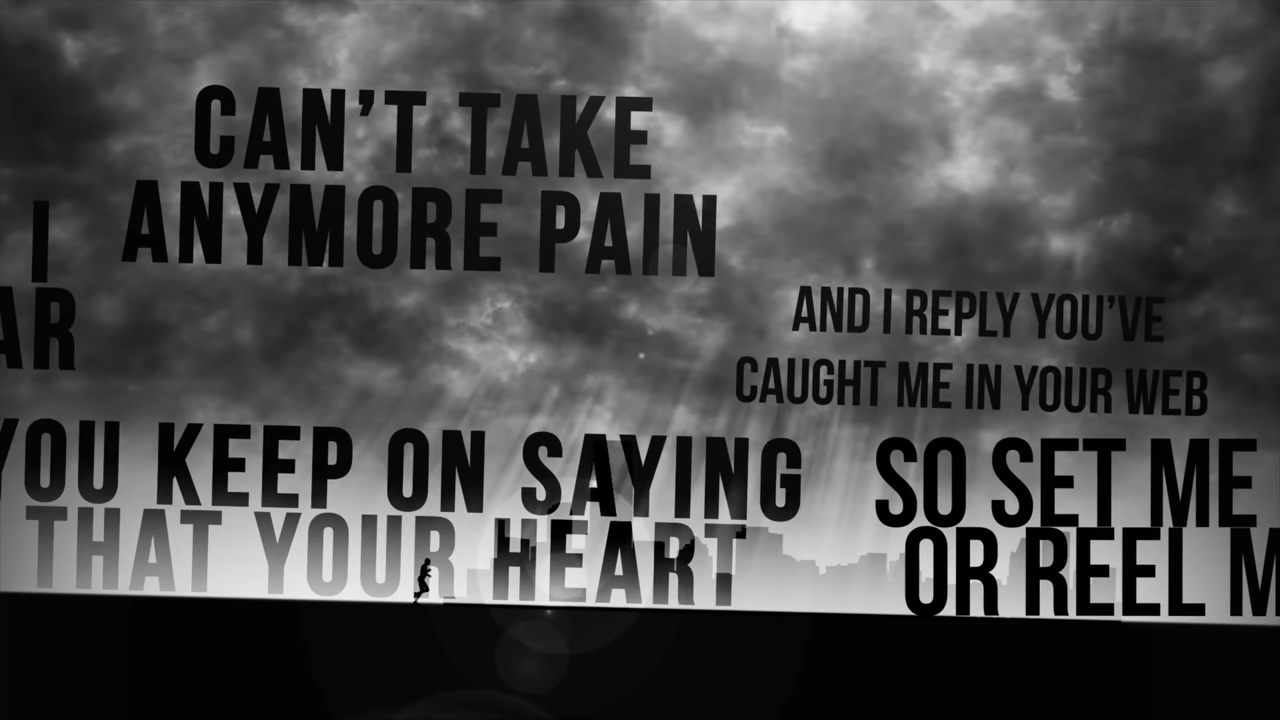 I
AR
CAN'T TAKE
ANYMORE PAIN
YOU KEEP ON SAYING
THAT YOUR HEART
AND I REPLY YOU'VE
CAUGHT ME IN YOUR WEB
SO SET ME
OR REEL M